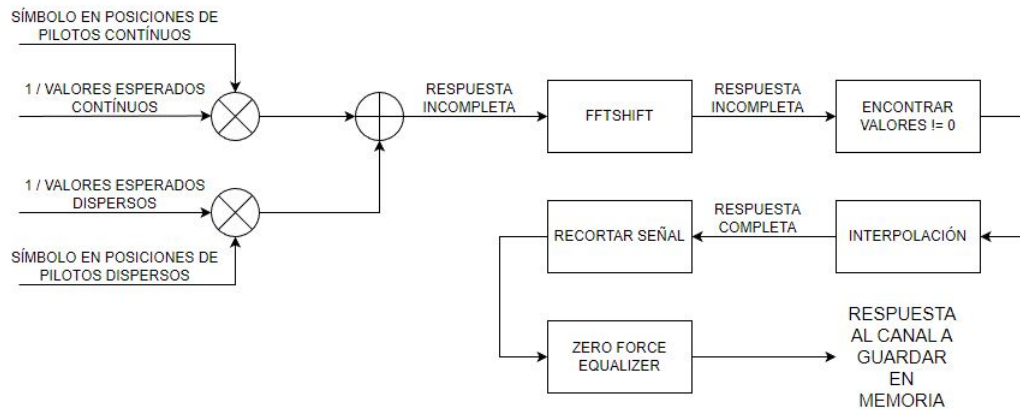 SÍMBOLO EN POSICIONES DE
PILOTOS CONTÍNUOS
1 / VALORES ESPERADOS
CONTÍNUOS
1 / VALORES ESPERADOS
DISPERSOS
SÍMBOLO EN POSICIONES DE
PILOTOS DISPERSOS
RESPUESTA
INCOMPLETA
FFTSHIFT
RESPUESTA
INCOMPLETA
ENCONTRAR
VALORES != 0
INTERPOLACIÓN
RESPUESTA
COMPLETA
RECORTAR SEÑAL
ZERO FORCE
EQUALIZER
RESPUESTA
AL CANAL A
GUARDAR
EN
MEMORIA